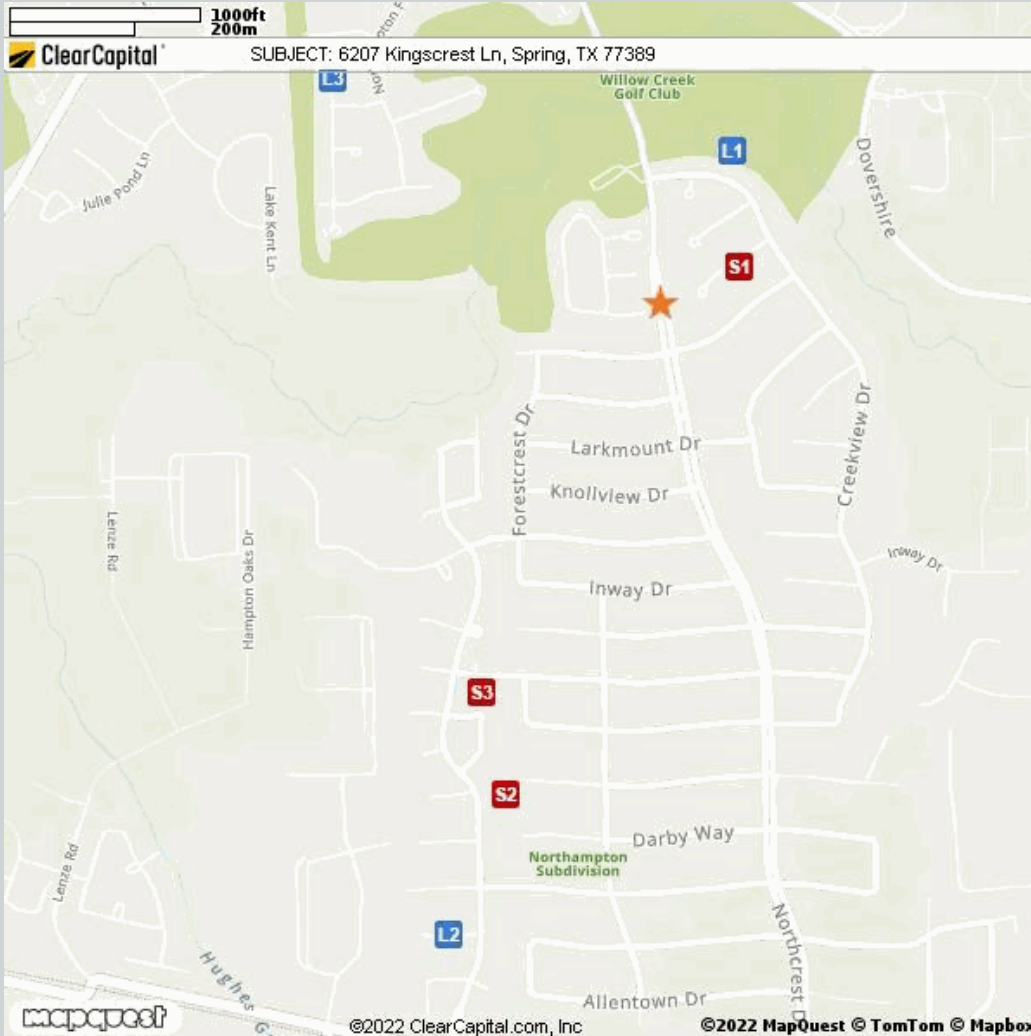 1000ft
200m
ClearCapital
SUBJECT: 6207 Kingscrest Ln, Spring, TX 77389
L3
Willow Creek
Golf Club
L1
Dovershire
Julie Pond Ln
Lake Kent Ln
S1
Forestcrest Dr
Larkmount Dr
Creekview Dr
Knollview Dr
Lenze Rd
Hampton Oaks Dr
Inway Dr
Inway Dr
S3
S2
Darby Way
Northampton
Subdivision
Lenze Rd
L2
Northcrest D
Hughes G
Allentown Dr
mapquest
©2022 ClearCapital.com, Inc
©2022 MapQuest © TomTom © Mapbo